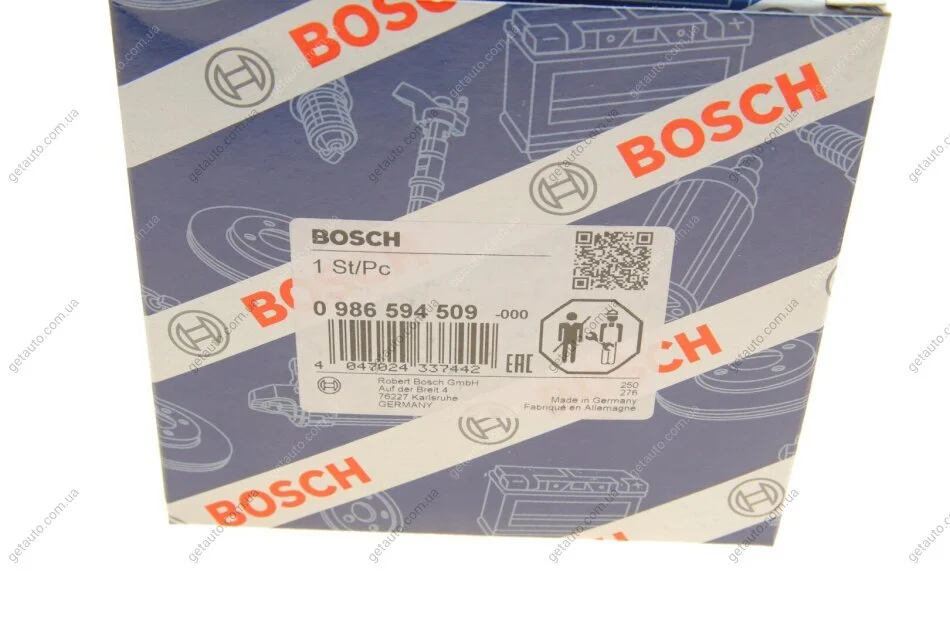 BOSCH
BOSCH
BOSCH
1 St/Pc
0 986 594 509 -000
4 047024 337442
EAC
Robert Bosch GmbH
Auf der Breit 4
76227 Karlsruhe
GERMANY
260
276
Made in Germany
Fabriqué en Allemagne
BOSCH
getauto.com.ua